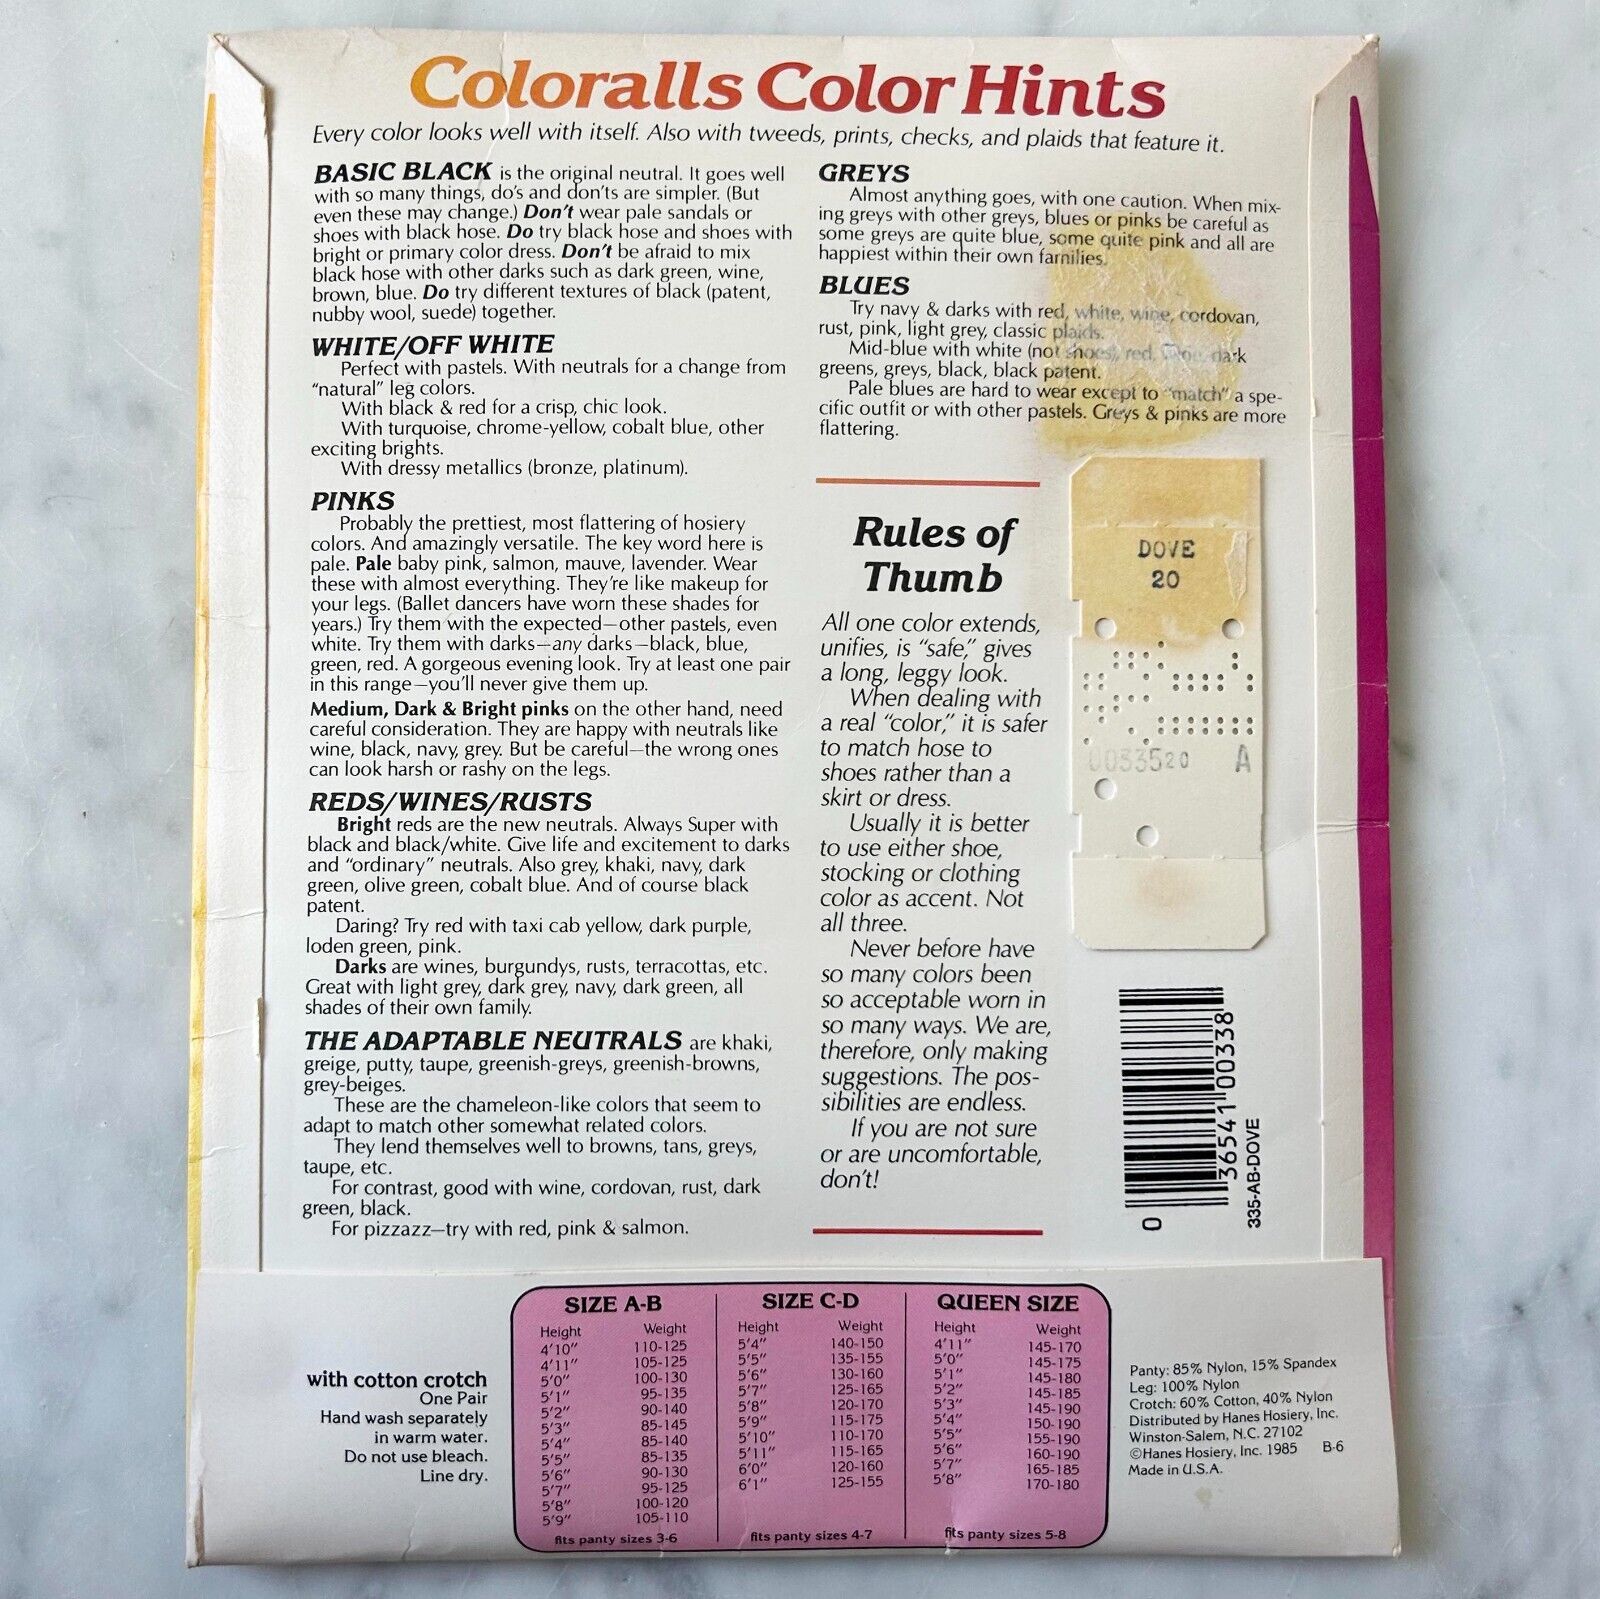 Coloralls Color Hints
Every color looks well with itself. Also with tweeds, prints, checks, and plaids that feature it.
BASIC BLACK is the original neutral. It goes well
with so many things, do's and don'ts are simpler. (But
even these may change.) Don't wear pale sandals or
shoes with black hose. Do try black hose and shoes with
bright or primary color dress. Don't be afraid to mix
black hose with other darks such as dark green, wine,
brown, blue. Do try different textures of black (patent,
nubby wool, suede) together.
WHITE/OFF WHITE
Perfect with pastels. With neutrals for a change from
"natural" leg colors.
With black & red for a crisp, chic look.
With turquoise, chrome-yellow, cobalt blue, other
exciting brights.
With dressy metallics (bronze, platinum).
PINKS
Probably the prettiest, most flattering of hosiery
colors. And amazingly versatile. The key word here is
pale. Pale baby pink, salmon, mauve, lavender. Wear
these with almost everything. They're like makeup for
your legs. (Ballet dancers have worn these shades for
years.) Try them with the expected—other pastels, even
white. Try them with darks—any darks—black, blue,
green, red. A gorgeous evening look. Try at least one pair
in this range—you'll never give them up.
Medium, Dark & Bright pinks on the other hand, need
careful consideration. They are happy with neutrals like
wine, black, navy, grey. But be careful—the wrong ones
can look harsh or rashy on the legs.
REDS/WINES/RUSTS
Bright reds are the new neutrals. Always Super with
black and black/white. Give life and excitement to darks
and "ordinary" neutrals. Also grey, khaki, navy, dark
green, olive green, cobalt blue. And of course black
patent.
Daring? Try red with taxi cab yellow, dark purple,
loden green, pink.
Darks are wines, burgundys, rusts, terracottas, etc.
Great with light grey, dark grey, navy, dark green, all
shades of their own family.
THE ADAPTABLE NEUTRALS are khaki,
greige, putty, taupe, greenish-greys, greenish-browns,
grey-beiges.
These are the chameleon-like colors that seem to
adapt to match other somewhat related colors.
They lend themselves well to browns, tans, greys,
taupe, etc.
For contrast, good with wine, cordovan, rust, dark
green, black.
For pizzazz—try with red, pink & salmon.
GREYS
Almost anything goes, with one caution. When mix-
ing greys with other greys, blues or pinks be careful as
some greys are quite blue, some quite pink and all are
happiest within their own families.
BLUES
Try navy & darks with red, white, wine, cordovan,
rust, pink, light grey, classic plaids.
Mid-blue with white (not shoes), red, dark
greens, greys, black, black patent.
Pale blues are hard to wear except to "match" a spe-
cific outfit or with other pastels. Greys & pinks are more
flattering.
Rules of
Thumb
All one color extends,
unifies, is "safe," gives
a long, leggy look.
When dealing with
a real "color," it is safer
to match hose to
shoes rather than a
skirt or dress.
Usually it is better
to use either shoe,
stocking or clothing
color as accent. Not
all three.
Never before have
so many colors been
so acceptable worn in
so many ways. We are,
therefore, only making
suggestions. The pos-
sibilities are endless.
If you are not sure
or are uncomfortable,
don't!
DOVE
20
0033520 A
0 36541 00338
335-AB-DOVE
with cotton crotch
One Pair
Hand wash separately
in warm water.
Do not use bleach.
Line dry.
SIZE A-B
Height Weight
4'10" 110-125
4'11" 105-125
5'0" 100-130
5'1" 95-135
5'2" 90-140
5'3" 85-145
5'4" 85-140
5'5" 85-135
5'6" 90-130
5'7" 95-125
5'8" 100-120
5'9" 105-110
fits panty sizes 3-6
SIZE C-D
Height Weight
5'4" 140-150
5'5" 135-155
5'6" 130-160
5'7" 125-165
5'8" 120-170
5'9" 115-175
5'10" 110-170
5'11" 115-165
6'0" 120-160
6'1" 125-155
fits panty sizes 4-7
QUEEN SIZE
Height Weight
4'11" 145-170
5'0" 145-175
5'1" 145-180
5'2" 145-185
5'3" 145-190
5'4" 150-190
5'5" 155-190
5'6" 160-190
5'7" 165-185
5'8" 170-180
fits panty sizes 5-8
Panty: 85% Nylon, 15% Spandex
Leg: 100% Nylon
Crotch: 60% Cotton, 40% Nylon
Distributed by Hanes Hosiery, Inc.
Winston-Salem, N.C. 27102
©Hanes Hosiery, Inc. 1985 B-6
Made in U.S.A.